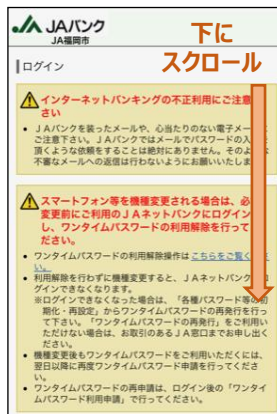 JAバンク
JA福岡市
下に
スクロール
ログイン
インターネットバンキングの不正利用にご注意
さい
• JAバンクを装ったメールや、心当たりのない電子メー
ご注意下さい。JAバンクではメールでパスワードの入
頂くような依頼をすることは絶対にありません。そのよ な
不審なメールへの返信は行わないようにお願いいたしま
スマートフォン等を機種変更される場合は、必
変更前にご利用のJAネットバンクにログイン
し、ワンタイムパスワードの利用解除を行って
ださい。
• ワンタイムパスワードの利用解除操作は こちらをご覧く さ
い。
• 利用解除を行わずに機種変更すると、JAネットバンク ロ
グインできなくなります。
※ログインできなくなった場合は、「各種パスワード等の初
期化・再設定」からワンタイムパスワードの再発行を行っ
て下さい。「ワンタイムパスワードの再発行」をご利用い
ただけない場合は、お取引のあるJA窓口までお申し出く
ださい。
• 機種変更後もワンタイムパスワードをご利用いただくには、
翌日以降に再度ワンタイムパスワード申請を行ってくださ
い。
• ワンタイムパスワードの再申請は、ログイン後の「ワンタイ
ムパスワード利用申請」で行ってください。